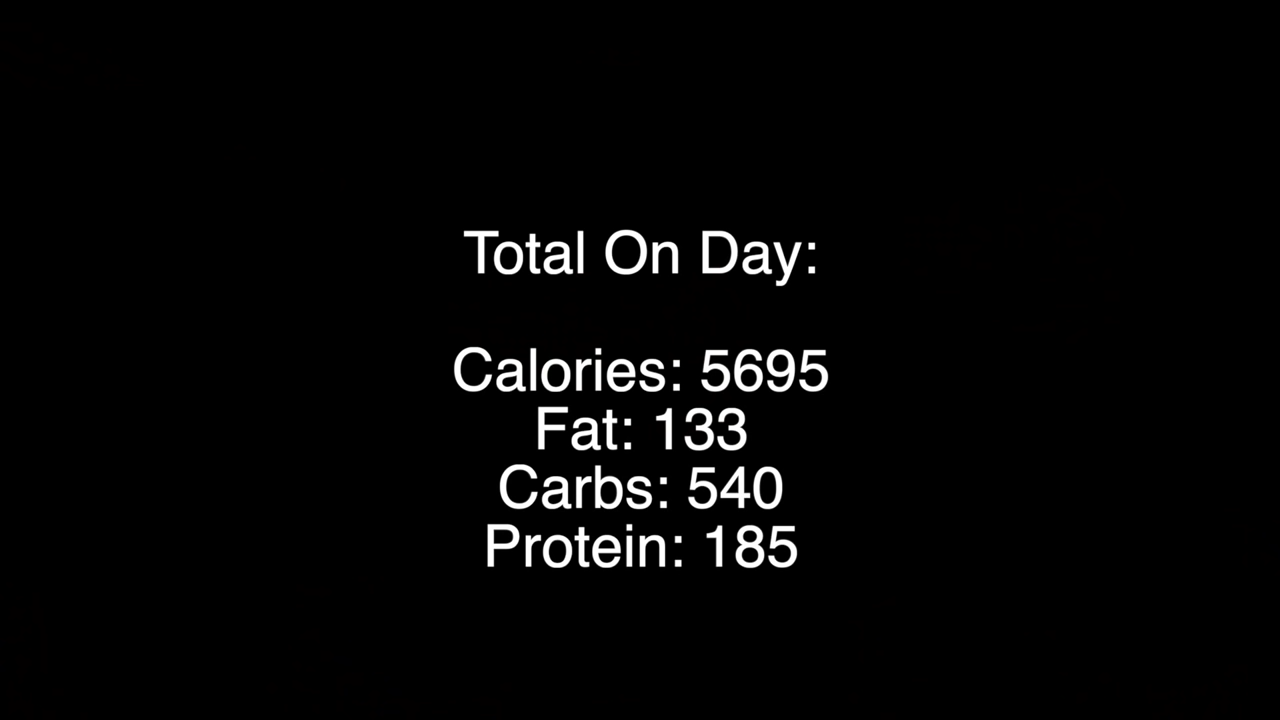 Total On Day:
Calories: 5695
Fat: 133
Carbs: 540
Protein: 185